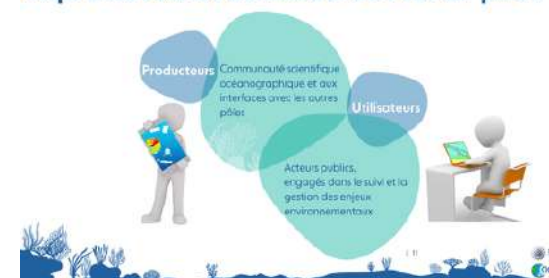 Producteurs
Communauté scientifique
océanographique et aux
interfaces avec les autres
pôles
Utilisateurs
Acteurs publics,
engagés dans le suivi et la
gestion des enjeux
environnementaux